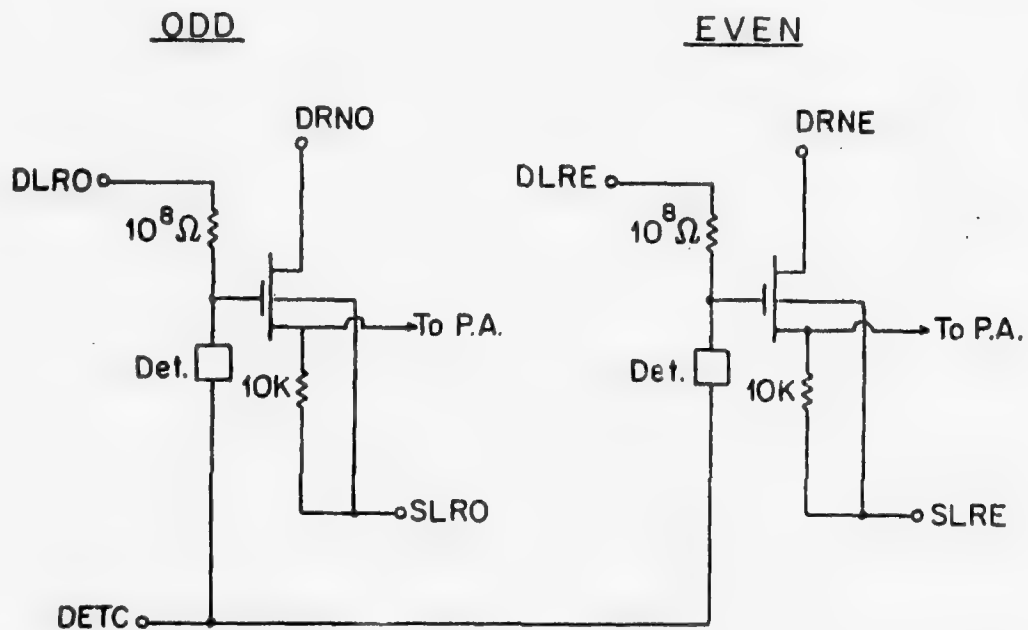 ODD
EVEN
DRNO
DRNE
DLRO
DLRE
10⁸Ω
10⁸Ω
To P.A.
To P.A.
Det.
Det.
10K
10K
SLRO
SLRE
DETC